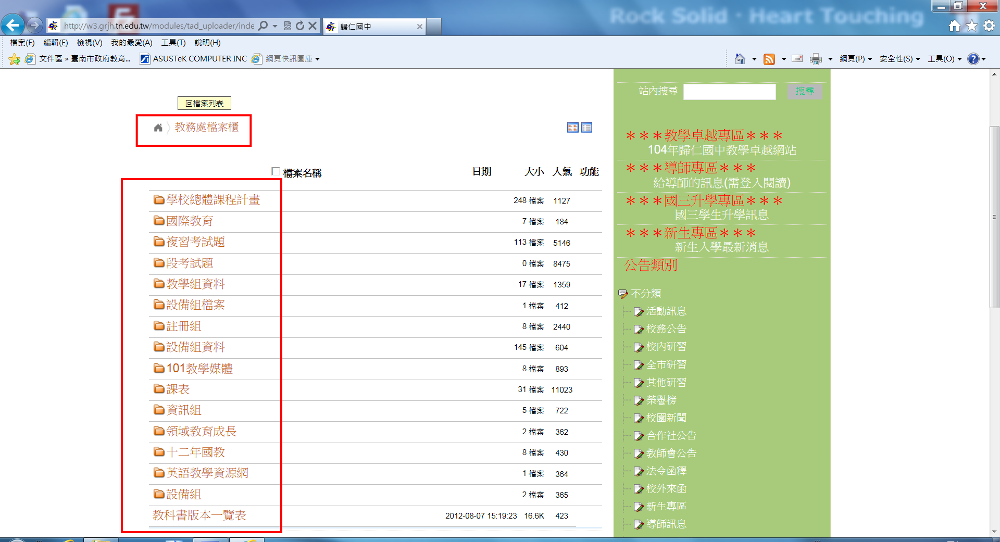 Rock Solid - Heart Touching
http://w3.grjh.tn.edu.tw/modules/tad_uploader/inde
歸仁國中
檔案(F) 編輯(E) 檢視(V) 我的最愛(A) 工具(T) 說明(H)
文件區 » 臺南市政府教育... ASUSTeK COMPUTER INC 網頁快訊圖庫
網頁(P) 安全性(S) 工具(O)
回檔案列表
教務處檔案櫃
檔案名稱 日期 大小 人氣 功能
學校總體課程計畫 248 檔案 1127
國際教育 7 檔案 184
複習考試題 113 檔案 5146
段考試題 0 檔案 8475
教學組資料 17 檔案 1359
設備組檔案 1 檔案 412
註冊組 8 檔案 2440
設備組資料 145 檔案 604
101教學媒體 8 檔案 893
課表 31 檔案 11023
資訊組 5 檔案 722
領域教育成長 2 檔案 362
十二年國教 8 檔案 430
英語教學資源網 1 檔案 364
設備組 2 檔案 365
教科書版本一覽表 2012-08-07 15:19:23 16.6K 423
站內搜尋 搜尋
＊＊＊教學卓越專區＊＊＊
104年歸仁國中教學卓越網站
＊＊＊導師專區＊＊＊
給導師的訊息(需登入閱讀)
＊＊＊國三升學專區＊＊＊
國三學生升學訊息
＊＊＊新生專區＊＊＊
新生入學最新消息
公告類別
不分類
活動訊息
校務公告
校內研習
全市研習
其他研習
榮譽榜
校園新聞
合作社公告
教師會公告
法令函釋
校外來函
新生專區
導師訊息